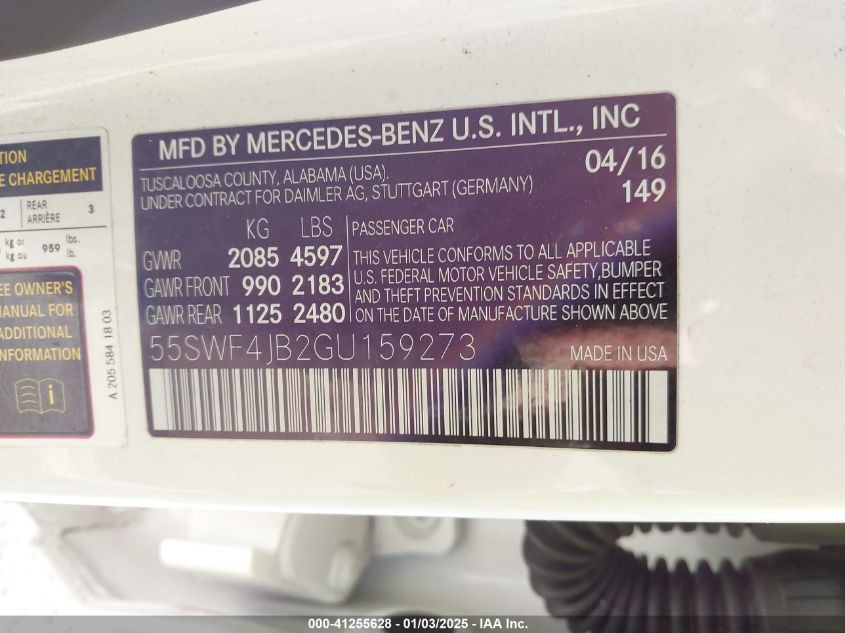 MFD BY MERCEDES-BENZ U.S. INTL., INC
TUSCALOOSA COUNTY, ALABAMA (USA). 04/16
UNDER CONTRACT FOR DAIMLER AG, STUTTGART (GERMANY) 149
KG LBS PASSENGER CAR
GVWR 2085 4597
GAWR FRONT 990 2183
GAWR REAR 1125 2480
THIS VEHICLE CONFORMS TO ALL APPLICABLE
U.S. FEDERAL MOTOR VEHICLE SAFETY,BUMPER
AND THEFT PREVENTION STANDARDS IN EFFECT
ON THE DATE OF MANUFACTURE SHOWN ABOVE
55SWF4JB2GU159273 MADE IN USA
CHARGEMENT
2 REAR 3
ARRIÈRE
kg or 959 lbs.
kg ou lb.
OWNER'S
MANUAL FOR
ADDITIONAL
INFORMATION
A 205 584 18 03
000-41255628 - 01/03/2025 - IAA Inc.